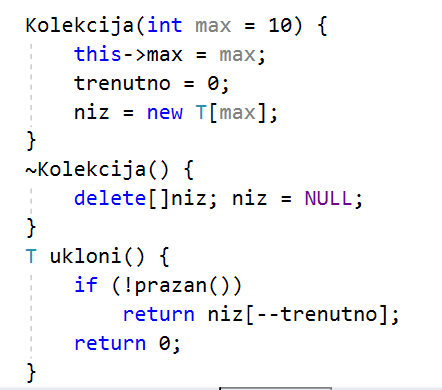 Kolekcija(int max = 10) {
    this->max = max;
    trenutno = 0;
    niz = new T[max];
}
~Kolekcija() {
    delete[]niz; niz = NULL;
}
T ukloni() {
    if (!prazan())
        return niz[--trenutno];
    return 0;
}